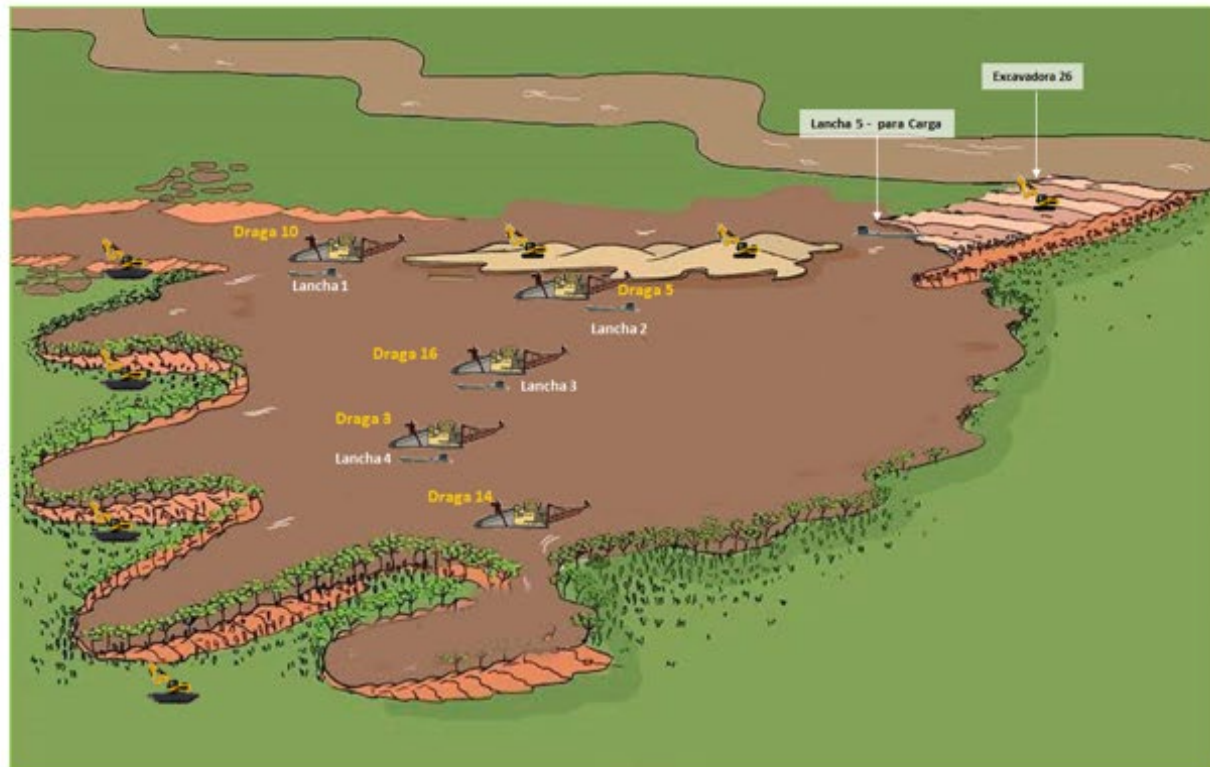 Excavadora 26
Lancha 5 - para Carga
Draga 10
Lancha 1
Draga 5
Lancha 2
Draga 16
Lancha 3
Draga 3
Lancha 4
Draga 14